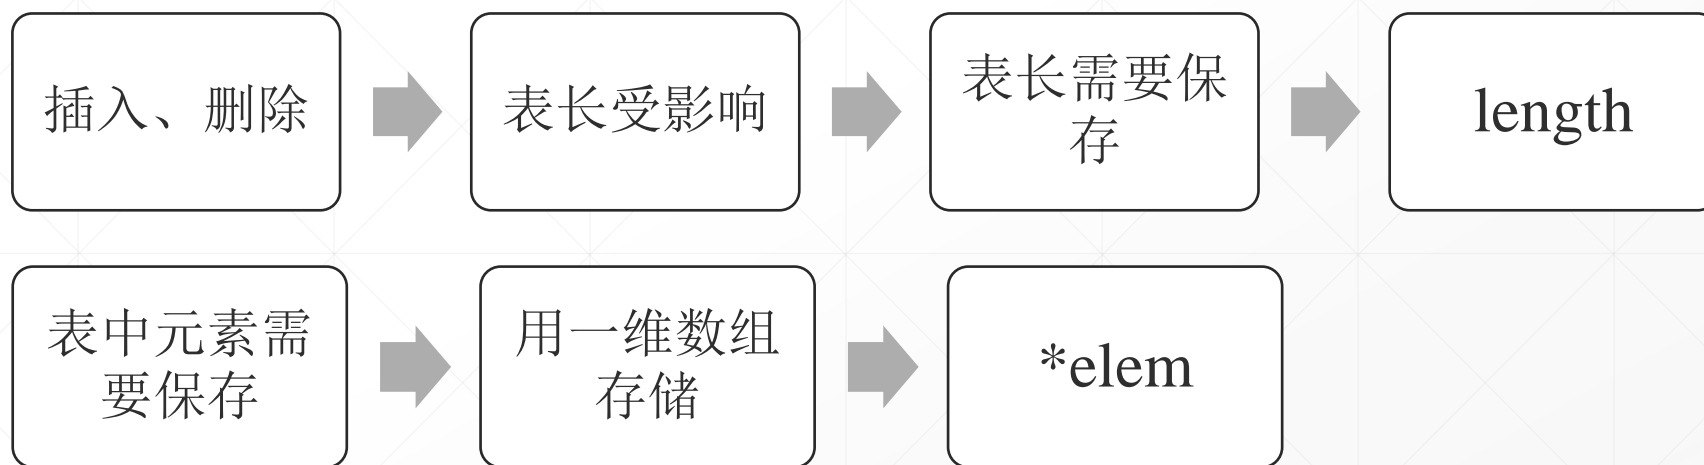 插入、删除
表长受影响
表长需要保
存
length
表中元素需
要保存
用一维数组
存储
*elem